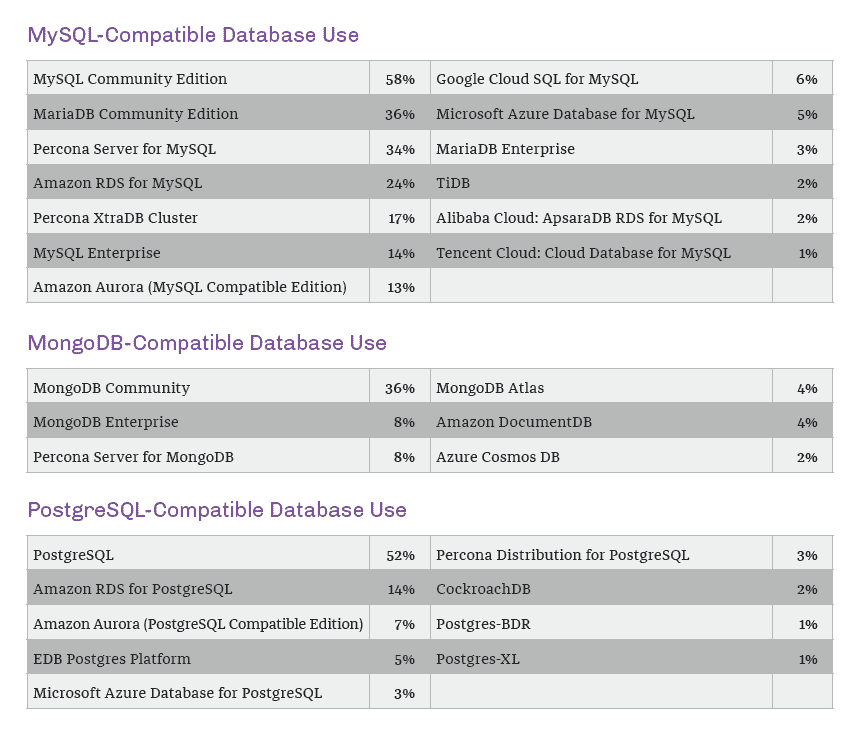 MySQL-Compatible Database Use
MySQL Community Edition 58% Google Cloud SQL for MySQL 6%
MariaDB Community Edition 36% Microsoft Azure Database for MySQL 5%
Percona Server for MySQL 34% MariaDB Enterprise 3%
Amazon RDS for MySQL 24% TiDB 2%
Percona XtraDB Cluster 17% Alibaba Cloud: ApsaraDB RDS for MySQL 2%
MySQL Enterprise 14% Tencent Cloud: Cloud Database for MySQL 1%
Amazon Aurora (MySQL Compatible Edition) 13%
MongoDB-Compatible Database Use
MongoDB Community 36% MongoDB Atlas 4%
MongoDB Enterprise 8% Amazon DocumentDB 4%
Percona Server for MongoDB 8% Azure Cosmos DB 2%
PostgreSQL-Compatible Database Use
PostgreSQL 52% Percona Distribution for PostgreSQL 3%
Amazon RDS for PostgreSQL 14% CockroachDB 2%
Amazon Aurora (PostgreSQL Compatible Edition) 7% Postgres-BDR 1%
EDB Postgres Platform 5% Postgres-XL 1%
Microsoft Azure Database for PostgreSQL 3%